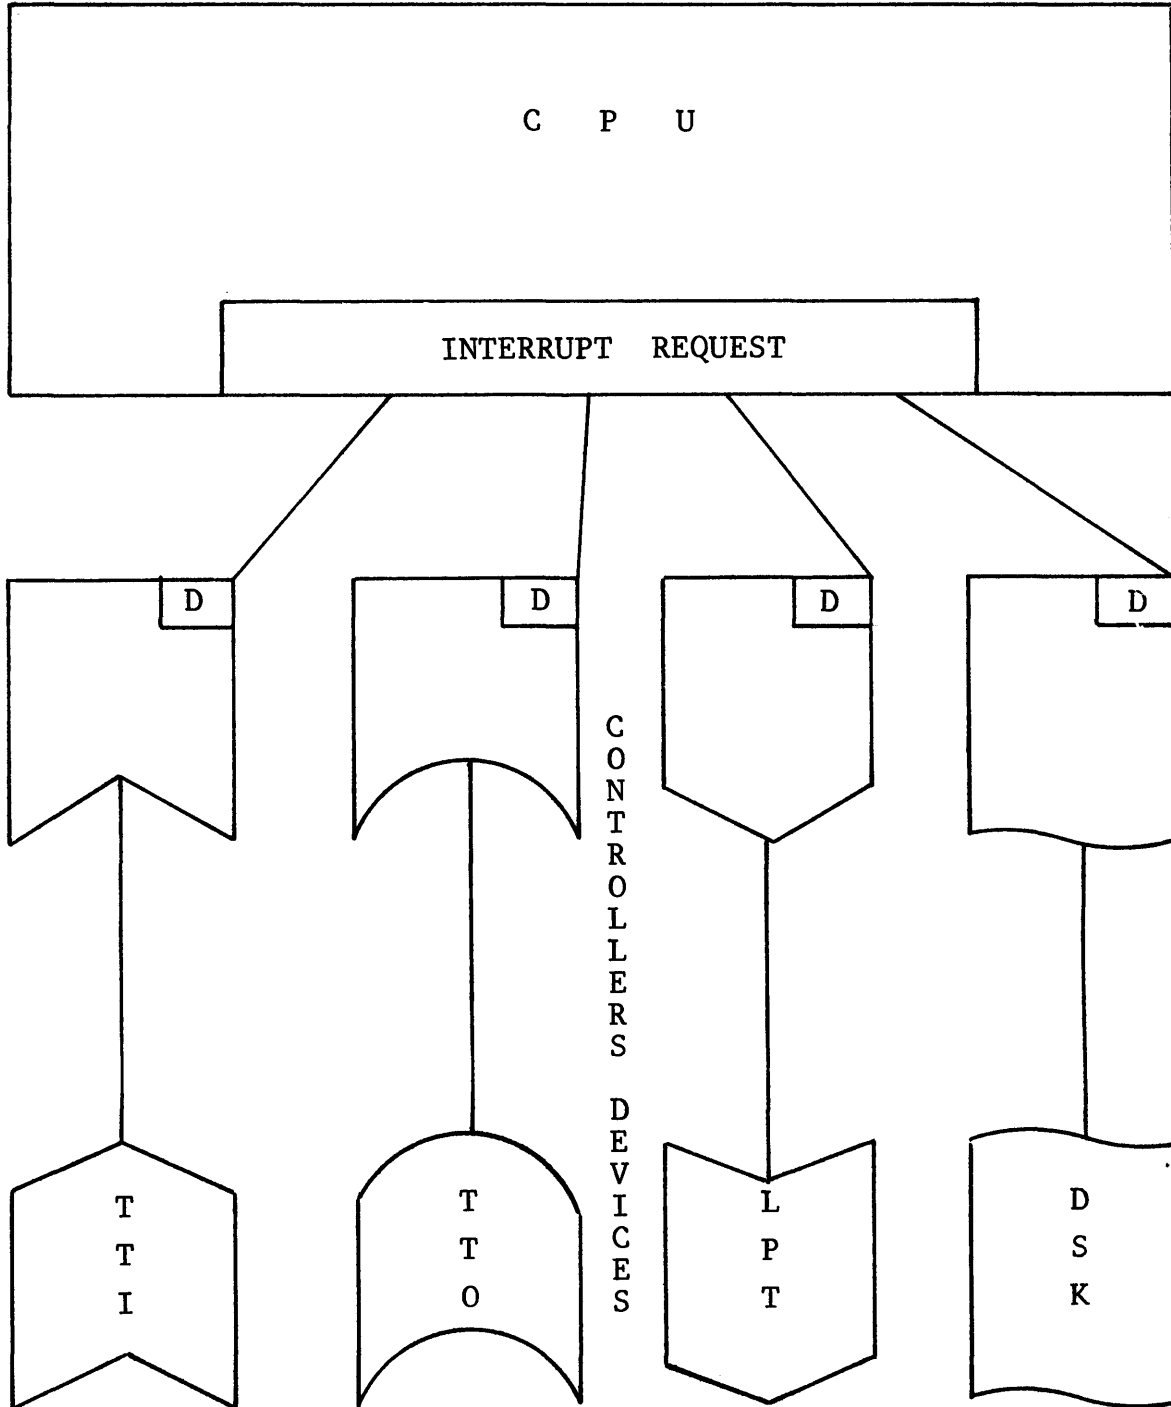 C P U
INTERRUPT REQUEST
D
D
D
D
CONTROLLERS DEVICES
TTI
TTO
LPT
DSK